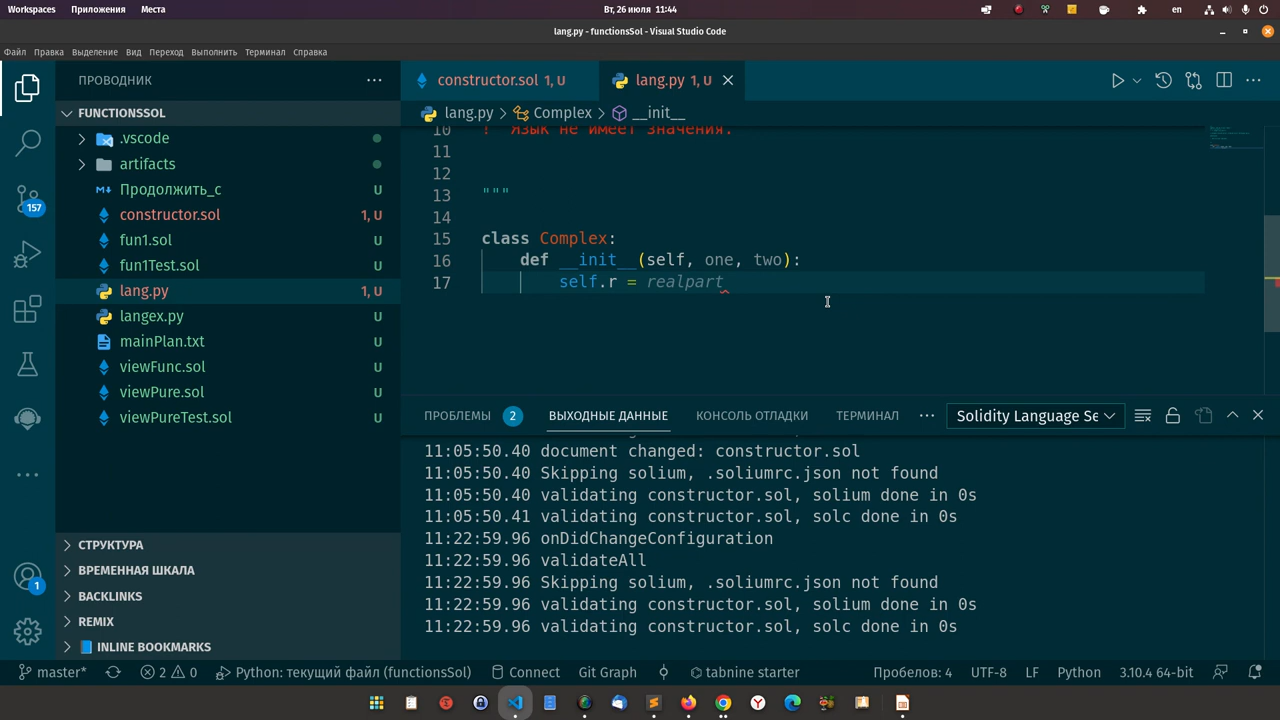 Workspaces Приложения Места Вт, 26 июля 11:44 en
lang.py - functionsSol - Visual Studio Code
Файл Правка Выделение Вид Переход Выполнить Терминал Справка
ПРОВОДНИК
constructor.sol 1, U
lang.py 1, U
FUNCTIONSSOL
lang.py > Complex > __init__
.vscode
artifacts
Продолжить_с U
constructor.sol 1, U
fun1.sol U
fun1Test.sol U
lang.py 1, U
langex.py U
mainPlan.txt U
viewFunc.sol U
viewPure.sol U
viewPureTest.sol U
157
10 ! Язык не имеет значения.
11
12
13 """
14
15 class Complex:
16 def __init__(self, one, two):
17 self.r = realpart
ПРОБЛЕМЫ 2 ВЫХОДНЫЕ ДАННЫЕ КОНСОЛЬ ОТЛАДКИ ТЕРМИНАЛ Solidity Language Se
11:05:50.40 document changed: constructor.sol
11:05:50.40 Skipping solium, .soliumrc.json not found
11:05:50.40 validating constructor.sol, solium done in 0s
11:05:50.41 validating constructor.sol, solc done in 0s
11:22:59.96 onDidChangeConfiguration
11:22:59.96 validateAll
11:22:59.96 Skipping solium, .soliumrc.json not found
11:22:59.96 validating constructor.sol, solium done in 0s
11:22:59.96 validating constructor.sol, solc done in 0s
СТРУКТУРА
ВРЕМЕННАЯ ШКАЛА
BACKLINKS
REMIX
INLINE BOOKMARKS
1
master* 2 0 Python: текущий файл (functionsSol) Connect Git Graph tabnine starter Пробелов: 4 UTF-8 LF Python 3.10.4 64-bit